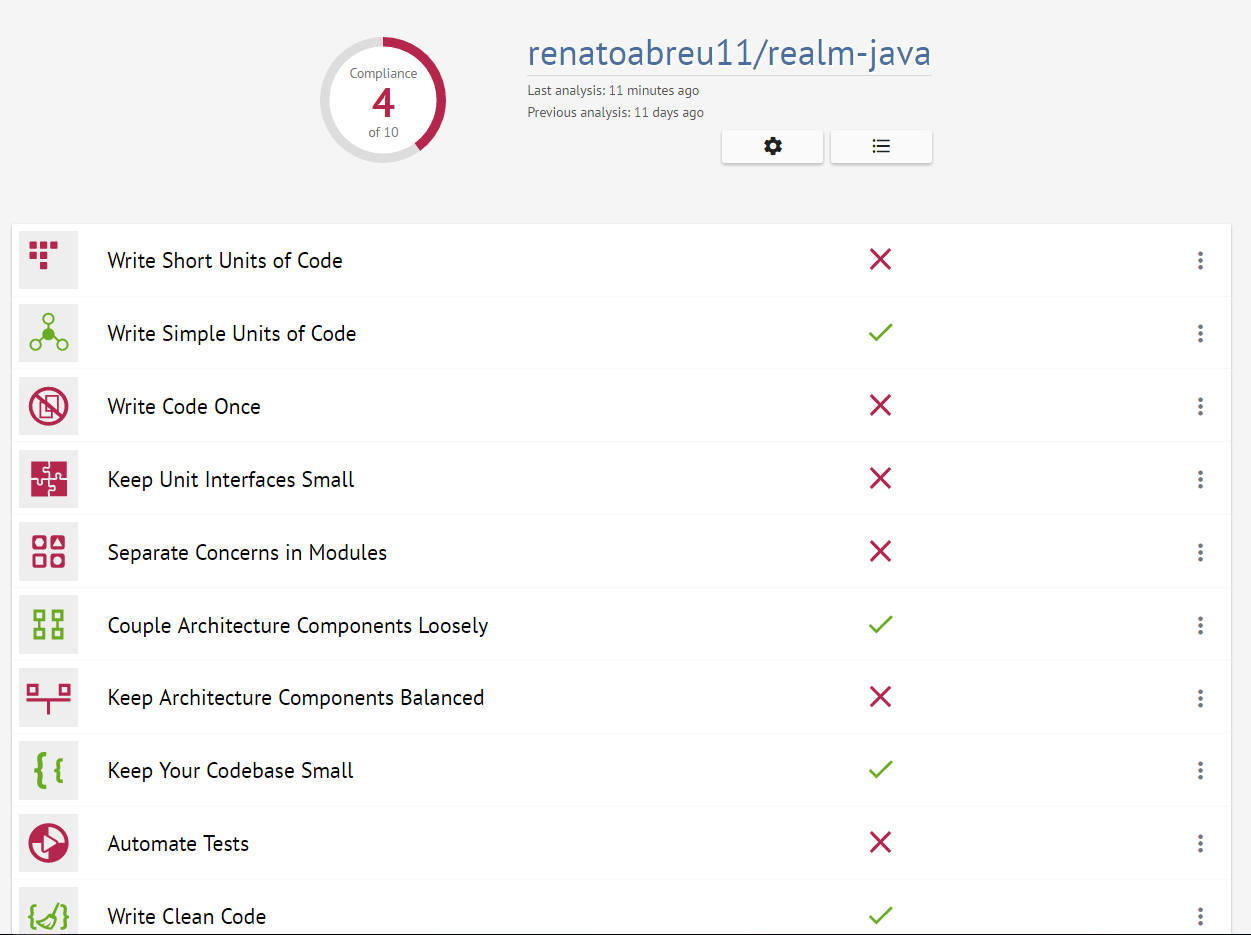 Compliance
4
of 10
renatoabreu11/realm-java
Last analysis: 11 minutes ago
Previous analysis: 11 days ago
Write Short Units of Code
Write Simple Units of Code
Write Code Once
Keep Unit Interfaces Small
Separate Concerns in Modules
Couple Architecture Components Loosely
Keep Architecture Components Balanced
Keep Your Codebase Small
Automate Tests
Write Clean Code